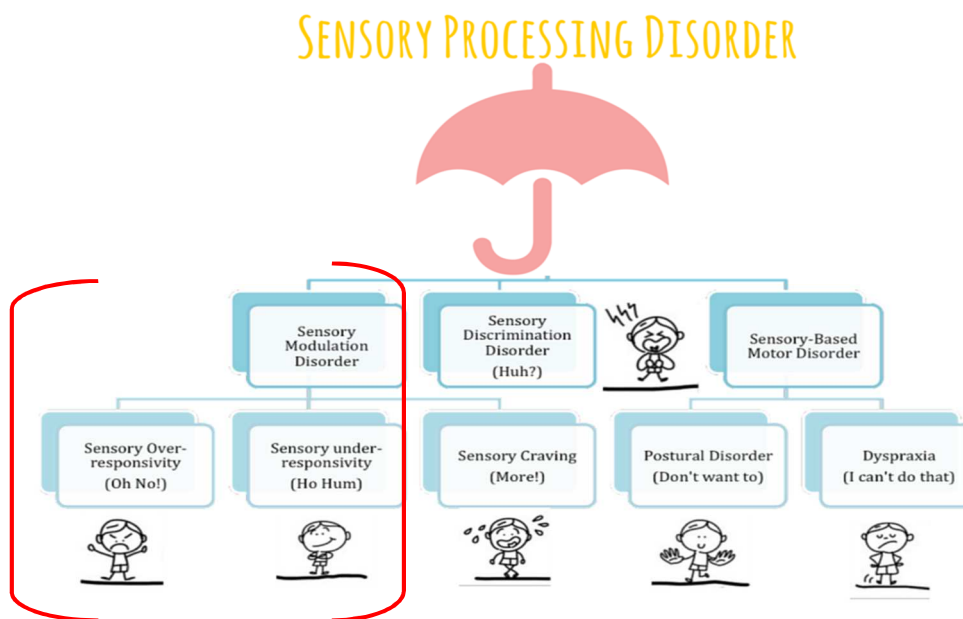 SENSORY PROCESSING DISORDER
Sensory
Modulation
Disorder
Sensory
Discrimination
Disorder
(Huh?)
Sensory-Based
Motor Disorder
Sensory Over-
responsivity
(Oh No!)
Sensory under-
responsivity
(Ho Hum)
Sensory Craving
(More!)
Postural Disorder
(Don't want to)
Dyspraxia
(I can't do that)